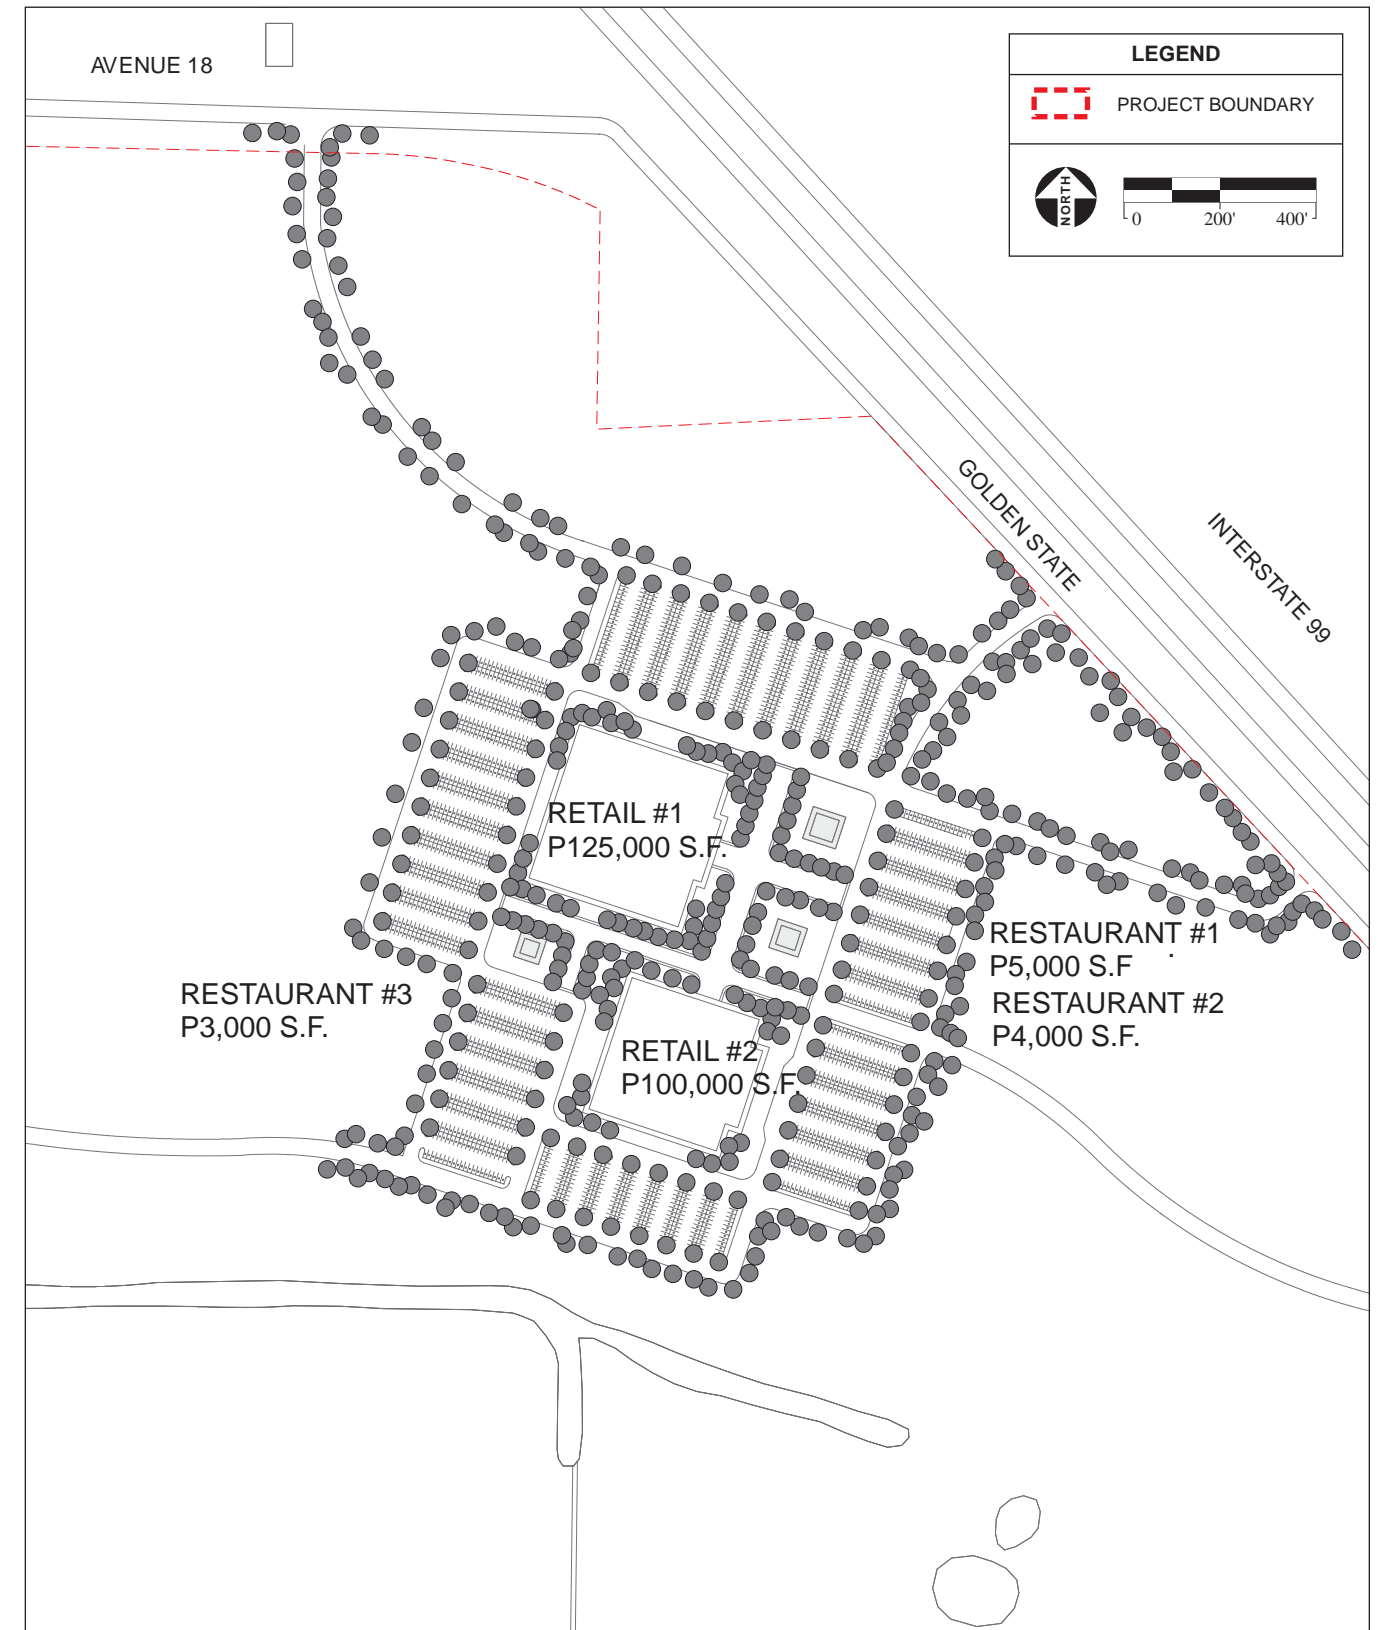 AVENUE 18
LEGEND
PROJECT BOUNDARY
NORTH
0 200' 400'
GOLDEN STATE
INTERSTATE 99
RETAIL #1
P125,000 S.F.
RESTAURANT #1
P5,000 S.F
RESTAURANT #2
P4,000 S.F.
RESTAURANT #3
P3,000 S.F.
RETAIL #2
P100,000 S.F.